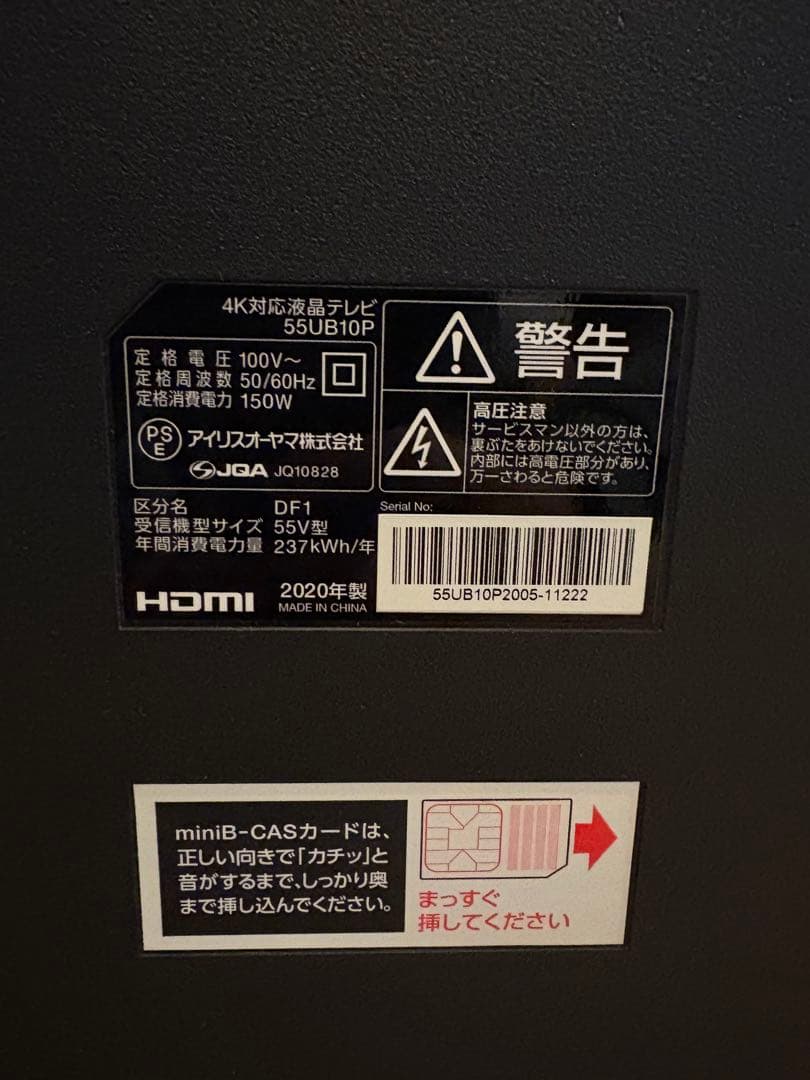 4K対応液晶テレビ
55UB10P
定格電圧 100V～
定格周波数 50/60Hz
定格消費電力 150W
PS
E
アイリスオーヤマ株式会社
JQA JQ10828
区分名 DF1
受信機型サイズ 55V型
年間消費電力量 237kWh/年
HDMI
2020年製
MADE IN CHINA
警告
高圧注意
サービスマン以外の方は、
裏ぶたをあけないでください。
内部には高電圧部分があり、
万一さわると危険です。
Serial No:
55UB10P2005-11222
miniB-CASカードは、
正しい向きで「カチッ」と
音がするまで、しっかり奥
まで挿し込んでください。
まっすぐ
挿してください